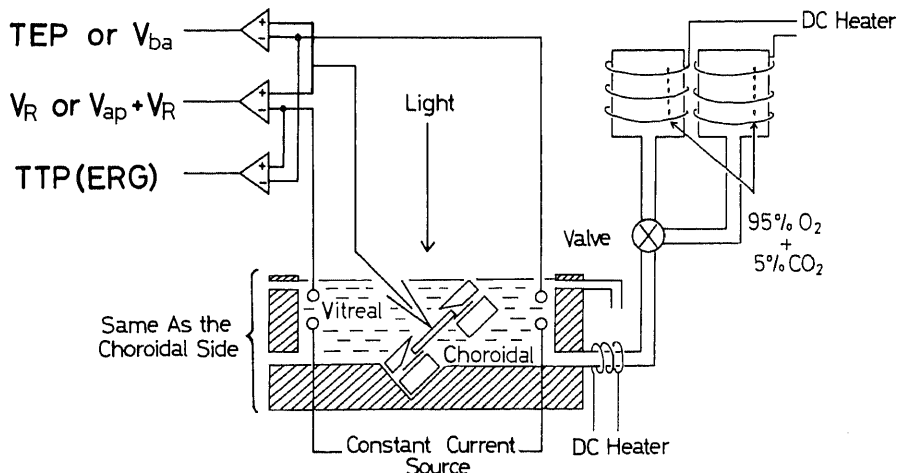 TEP or Vba
VR or Vap + VR
TTP(ERG)
+
−
+
−
+
−
Light
DC Heater
95% O2
+
5% CO2
Valve
Vitreal
Choroidal
Same As the
Choroidal Side
Constant Current
Source
DC Heater